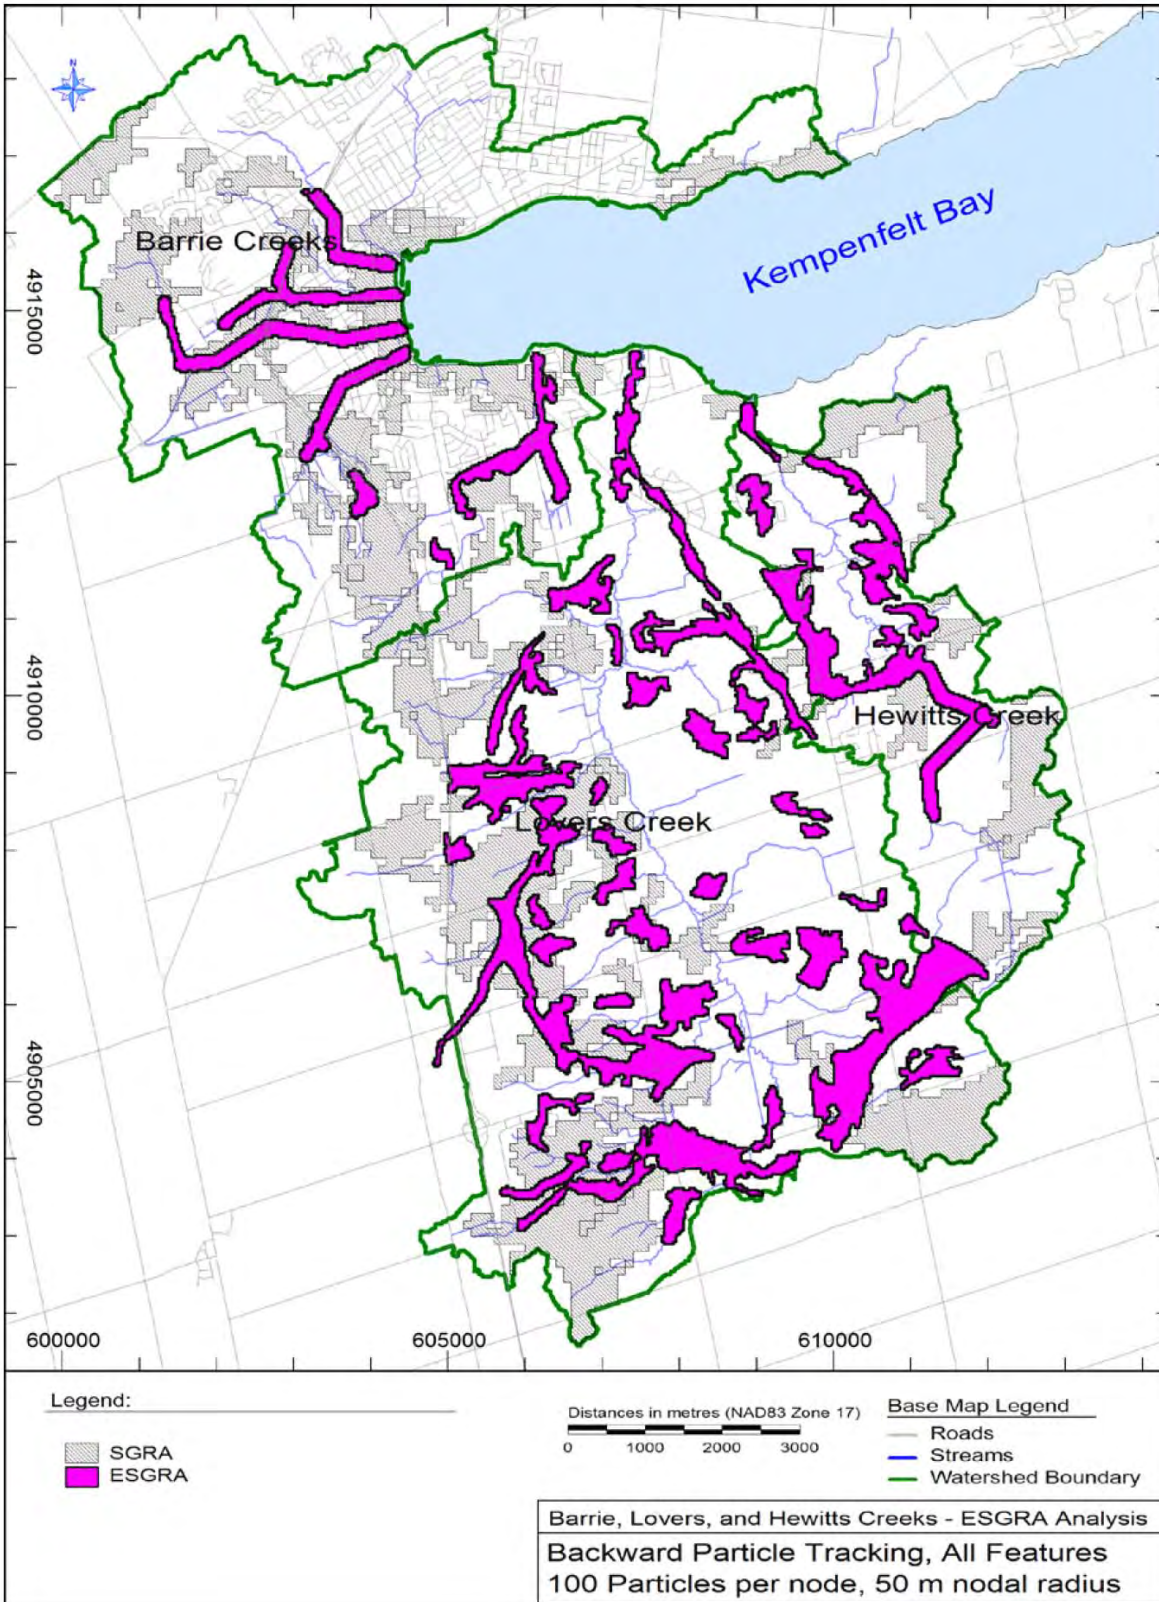 N
Barrie Creeks
Kempenfelt Bay
4915000
4910000
Hewitts Creek
Lovers Creek
4905000
600000
605000
610000
Legend:
SGRA
ESGRA
Distances in metres (NAD83 Zone 17)
0 1000 2000 3000
Base Map Legend
Roads
Streams
Watershed Boundary
Barrie, Lovers, and Hewitts Creeks - ESGRA Analysis
Backward Particle Tracking, All Features
100 Particles per node, 50 m nodal radius